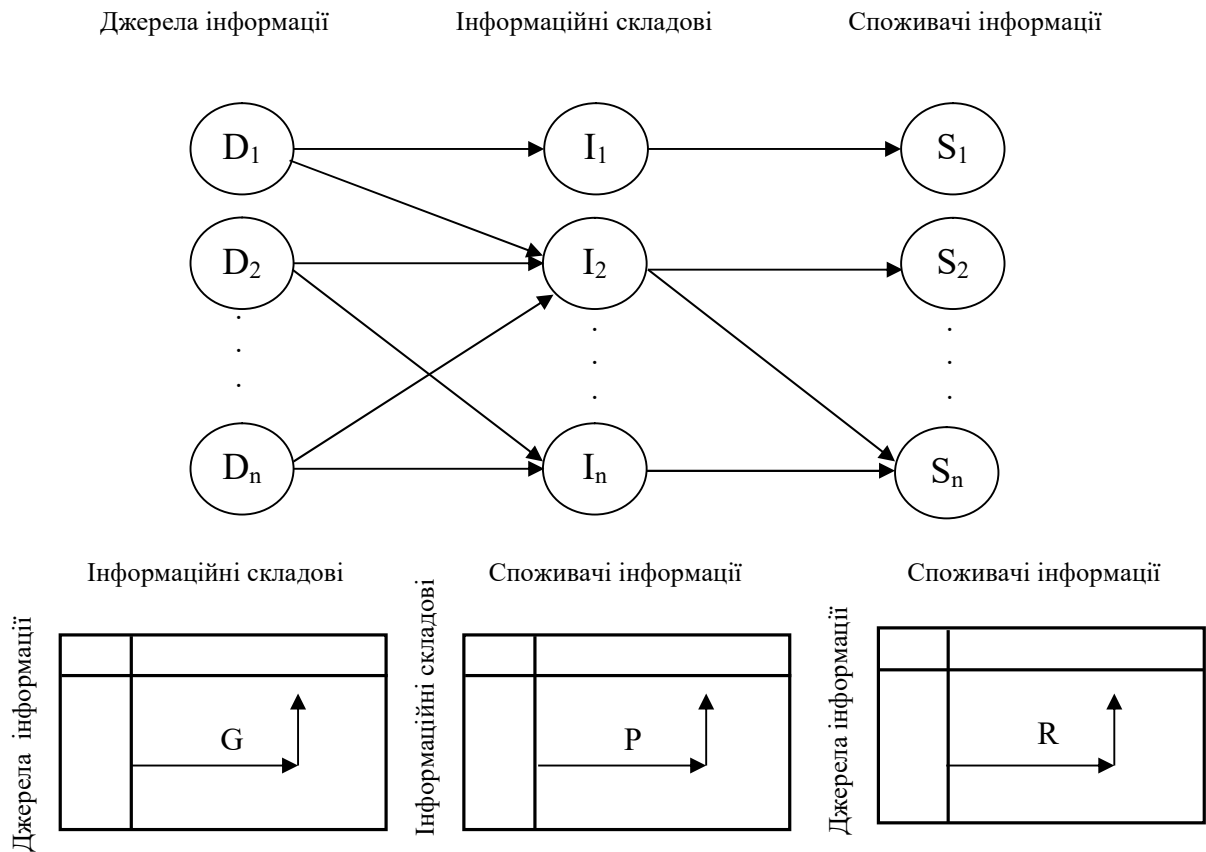 Джерела інформації Інформаційні складові Споживачі інформації
D1 I1 S1
D2 I2 S2
Dn In Sn
Інформаційні складові Споживачі інформації Споживачі інформації
Джерела інформації
G
Інформаційні складові
P
Джерела інформації
R